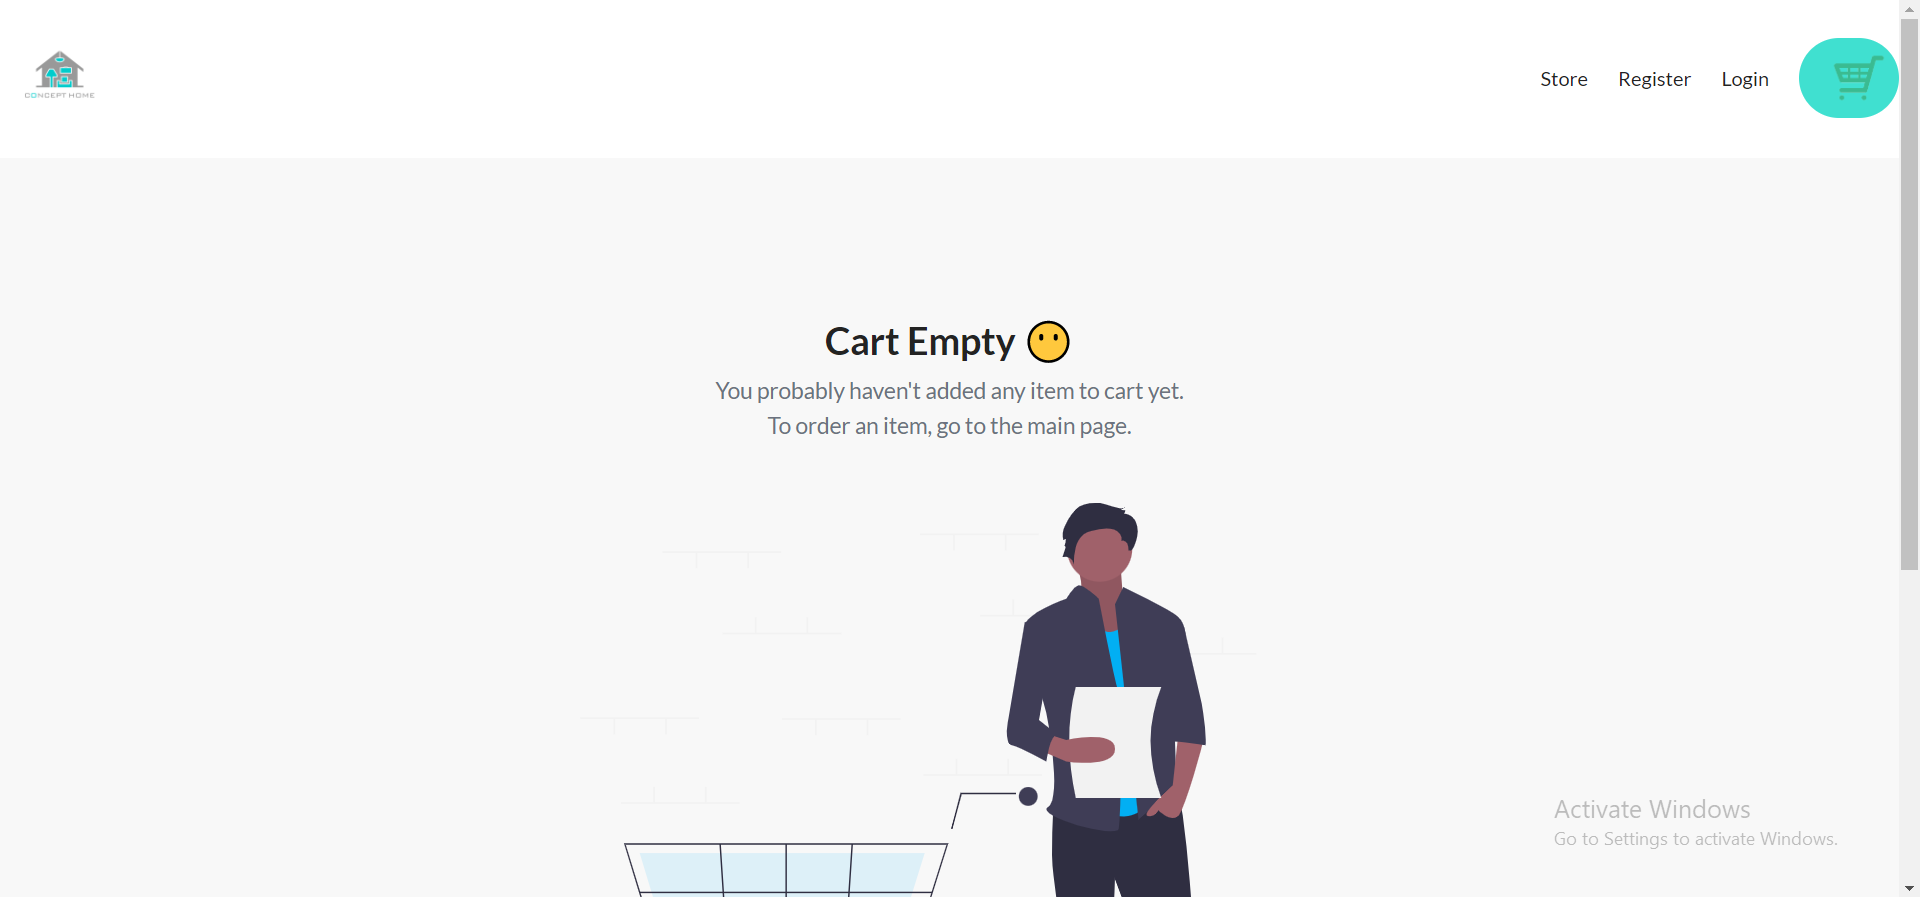 CONCEPT HOME
Store
Register
Login
Cart Empty
You probably haven't added any item to cart yet.
To order an item, go to the main page.
Activate Windows
Go to Settings to activate Windows.